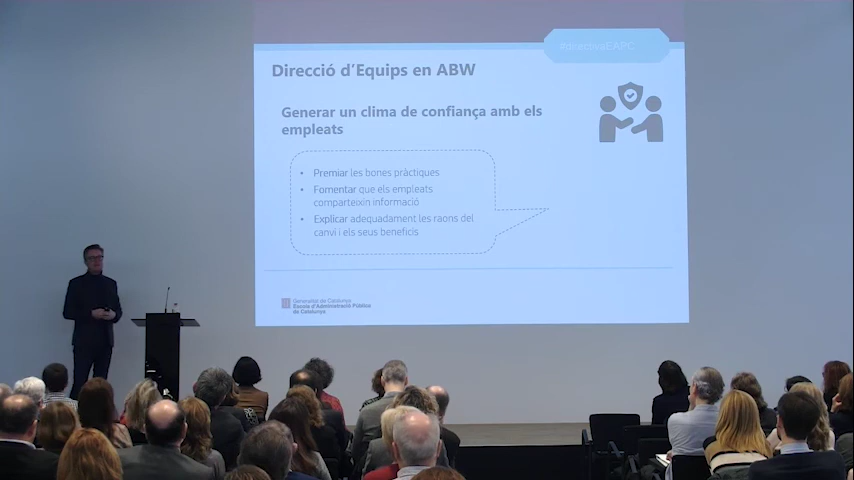 #directivaEAPC
Direcció d'Equips en ABW
Generar un clima de confiança amb els
empleats
• Premiar les bones pràctiques
• Fomentar que els empleats
comparteixin informació
• Explicar adequadament les raons del
canvi i els seus beneficis
Generalitat de Catalunya
Escola d'Administració Pública
de Catalunya